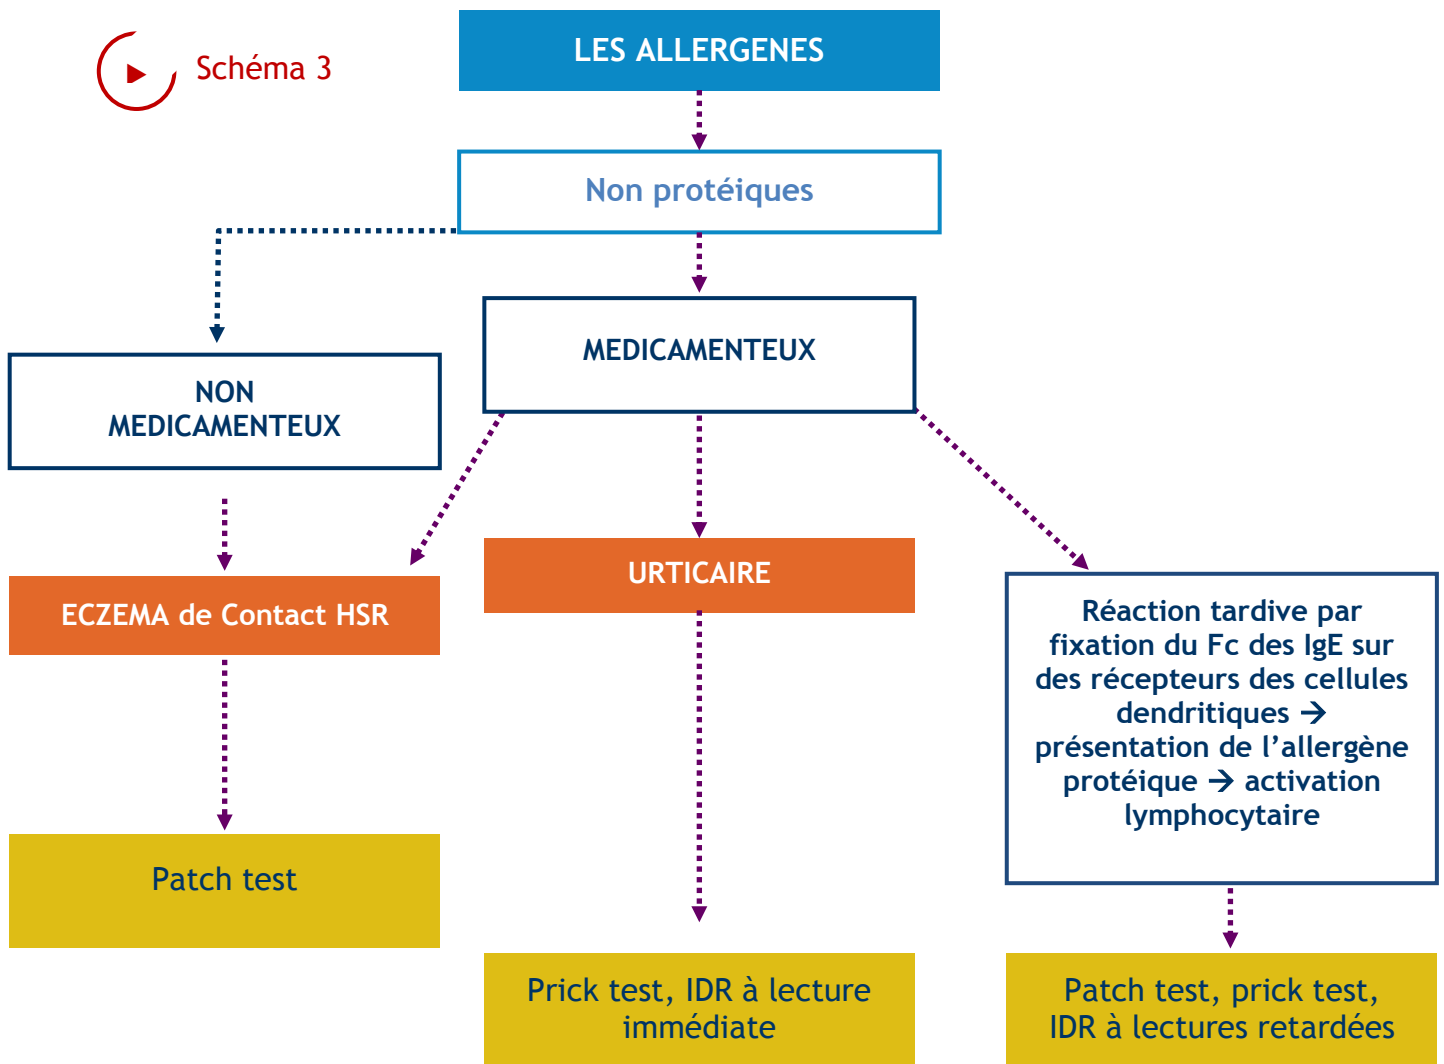 Schéma 3
LES ALLERGENES
Non protéiques
MEDICAMENTEUX
NON
MEDICAMENTEUX
URTICAIRE
ECZEMA de Contact HSR
Réaction tardive par
fixation du Fc des IgE sur
des récepteurs des cellules
dendritiques →
présentation de l’allergène
protéique → activation
lymphocytaire
Patch test
Prick test, IDR à lecture
immédiate
Patch test, prick test,
IDR à lectures retardées